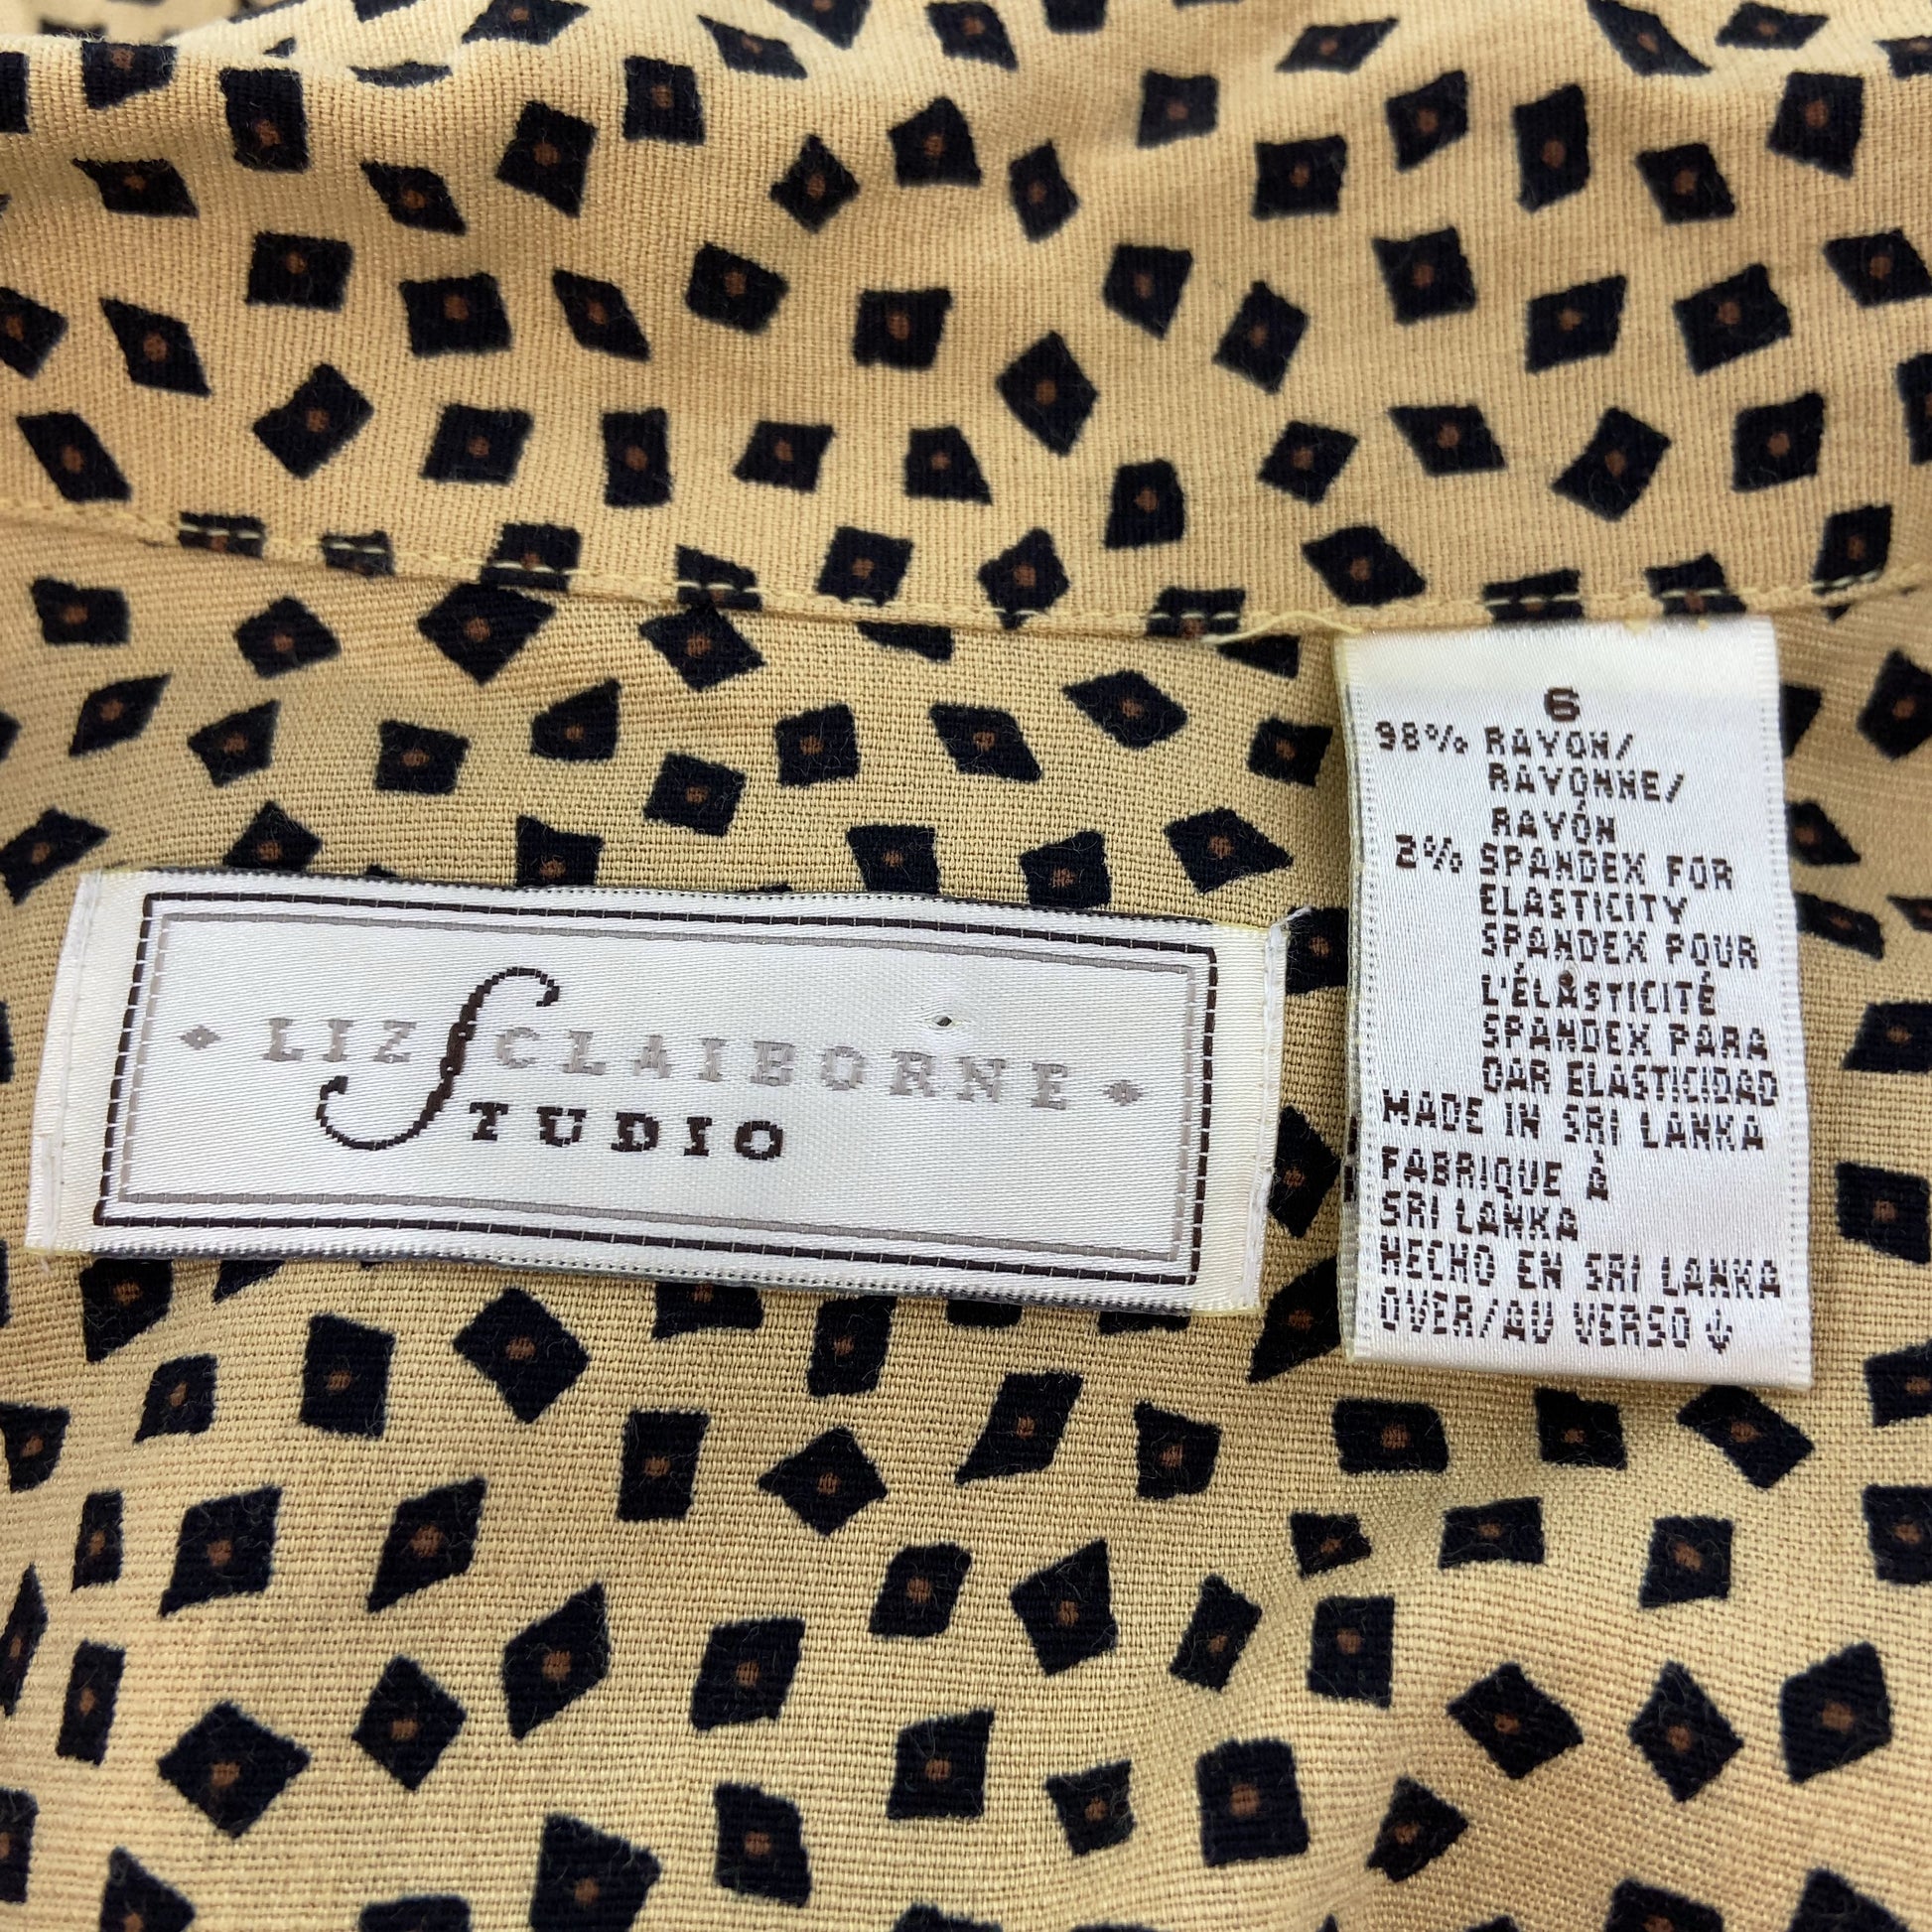 LIZ CLAIBORNE
STUDIO
6
98% RAYON/
RAYONNE/
RAYÓN
2% SPANDEX FOR
ELASTICITY
SPANDEX POUR
L'ÉLASTICITÉ
SPANDEX PARA
DAR ELASTICIDAD
MADE IN SRI LANKA
FABRIQUE À
SRI LANKA
HECHO EN SRI LANKA
OVER/AU VERSO ↓